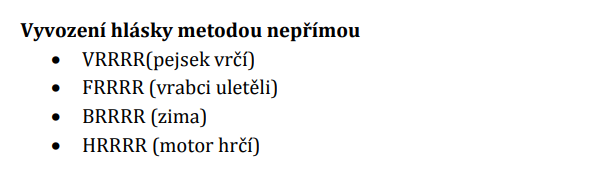 Vyvození hlásky metodou nepřímou
• VRRRR(pejsek vrčí)
• FRRRR (vrabci uletěli)
• BRRRR (zima)
• HRRRR (motor hrčí)